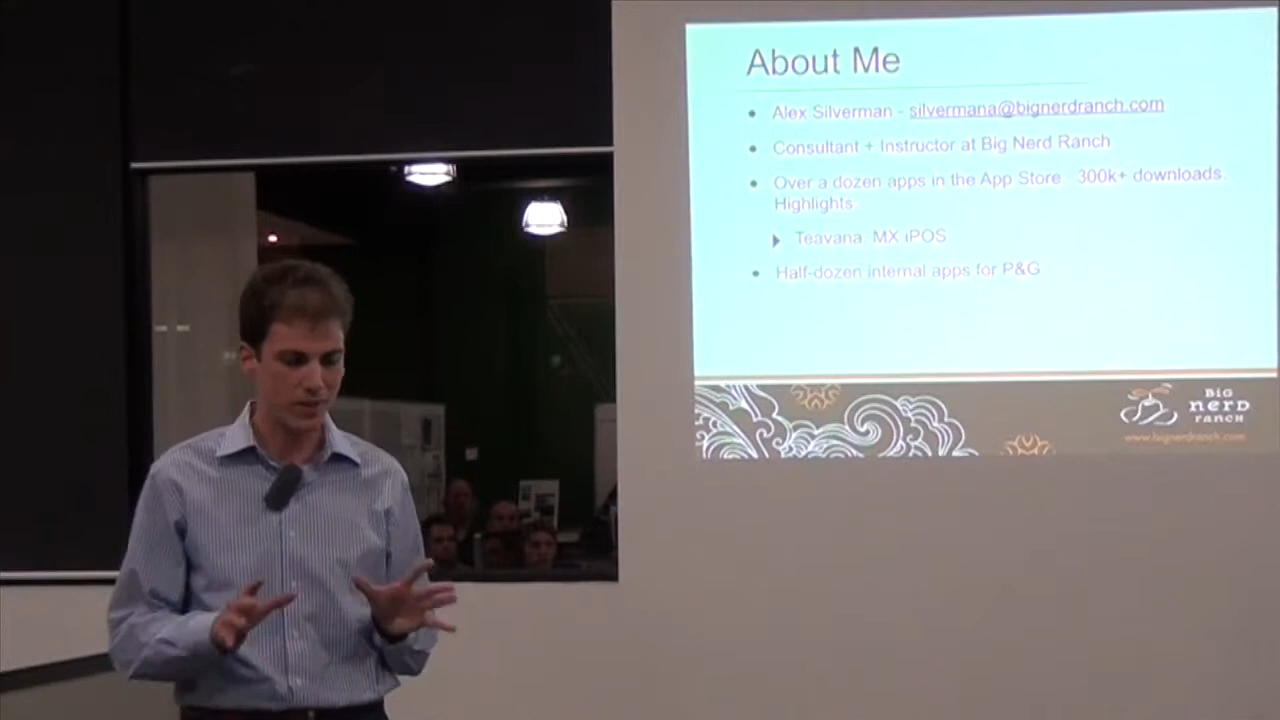 About Me
Alex Silverman - silvermana@bignerdranch.com
Consultant + Instructor at Big Nerd Ranch
Over a dozen apps in the App Store. 300k+ downloads.
Highlights:
Teavana, MX iPOS
Half-dozen internal apps for P&G
BIG
nerd
ranch
www.bignerdranch.com